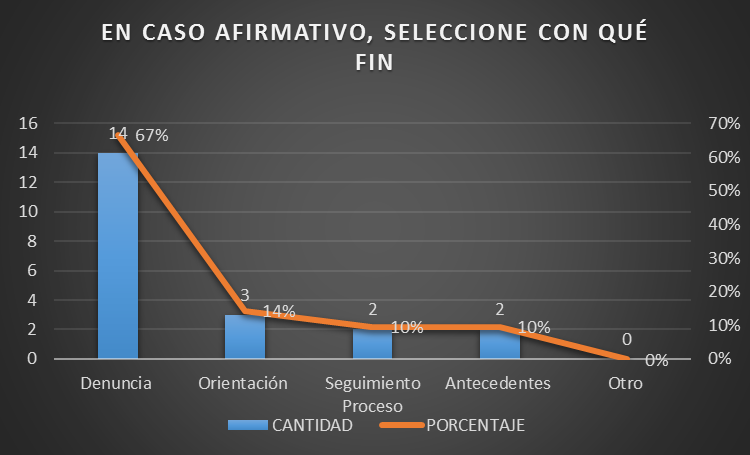 EN CASO AFIRMATIVO, SELECCIONE CON QUÉ
FIN
16
14
12
10
8
6
4
2
0
70%
60%
50%
40%
30%
20%
10%
0%
14
67%
3
14%
2
10%
2
10%
0
0%
Denuncia
Orientación
Seguimiento
Proceso
Antecedentes
Otro
CANTIDAD
PORCENTAJE